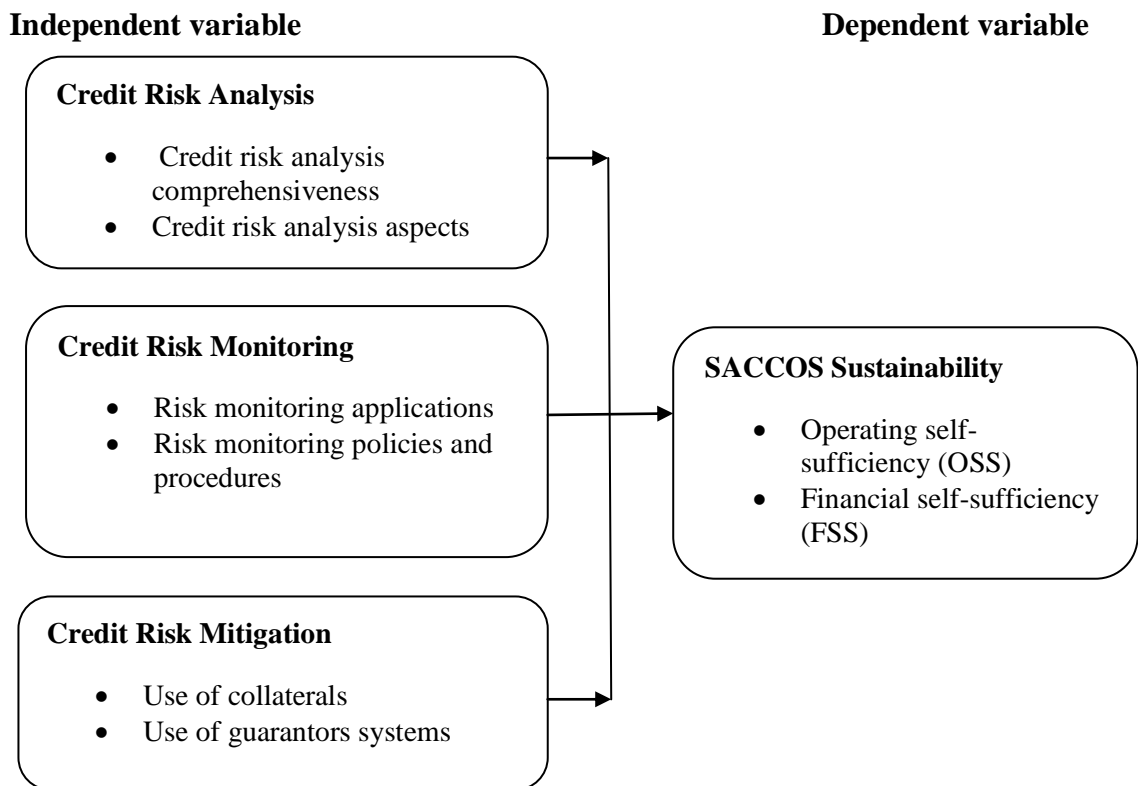 Independent variable
Dependent variable
Credit Risk Analysis
• Credit risk analysis
comprehensiveness
• Credit risk analysis aspects
Credit Risk Monitoring
• Risk monitoring applications
• Risk monitoring policies and
procedures
SACCOS Sustainability
• Operating self-
sufficiency (OSS)
• Financial self-sufficiency
(FSS)
Credit Risk Mitigation
• Use of collaterals
• Use of guarantors systems